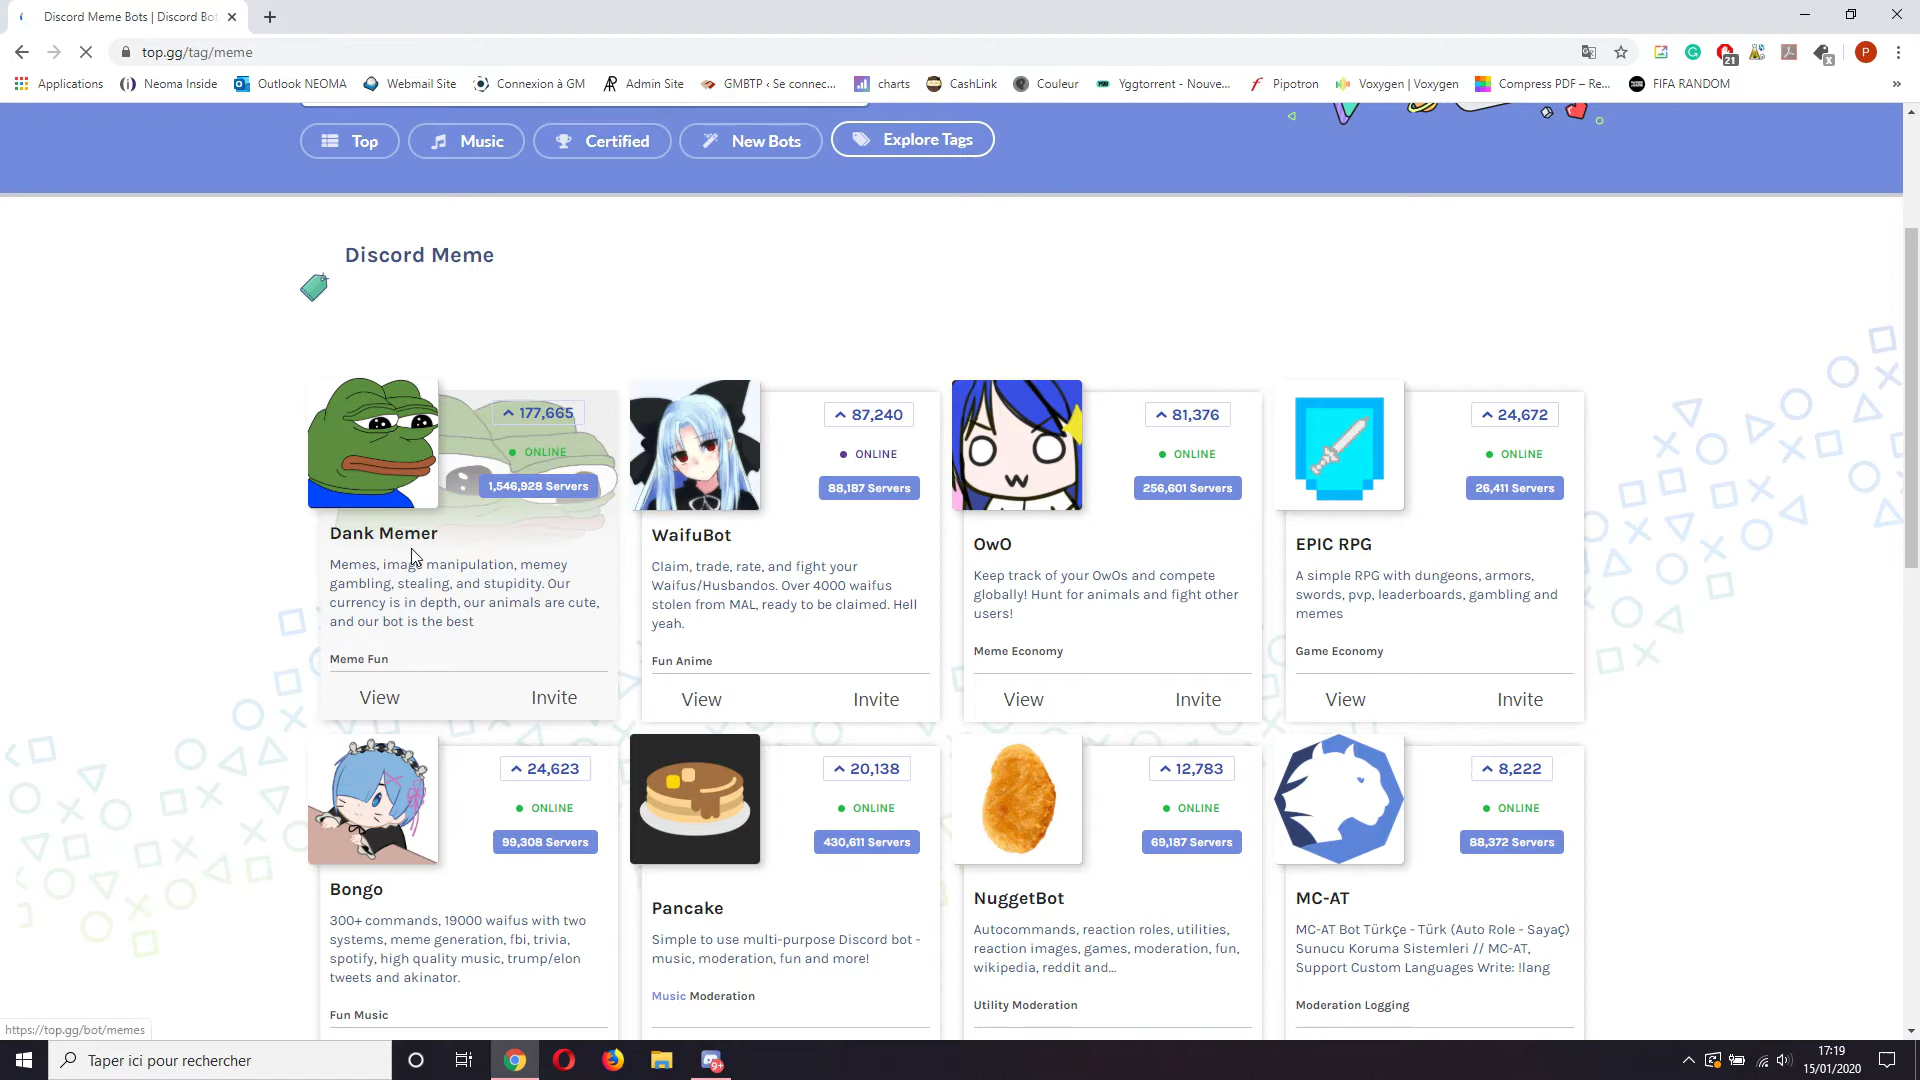 Discord Meme Bots | Discord Bot
top.gg/tag/meme
21
P
Applications
Neoma Inside
Outlook NEOMA
Webmail Site
Connexion à GM
Admin Site
GMBTP ‹ Se connec...
charts
CashLink
Couleur
Yggtorrent - Nouve...
Pipotron
Voxygen | Voxygen
Compress PDF – Re...
FIFA RANDOM
»
Top
Music
Certified
New Bots
Explore Tags
Discord Meme
177,665
ONLINE
1,546,928 Servers
Dank Memer
Memes, image manipulation, memey
gambling, stealing, and stupidity. Our
currency is in depth, our animals are cute,
and our bot is the best
Meme Fun
View Invite
87,240
ONLINE
88,187 Servers
WaifuBot
Claim, trade, rate, and fight your
Waifus/Husbandos. Over 4000 waifus
stolen from MAL, ready to be claimed. Hell
yeah.
Fun Anime
View Invite
81,376
ONLINE
256,601 Servers
OwO
Keep track of your OwOs and compete
globally! Hunt for animals and fight other
users!
Meme Economy
View Invite
24,672
ONLINE
26,411 Servers
EPIC RPG
A simple RPG with dungeons, armors,
swords, pvp, leaderboards, gambling and
memes
Game Economy
View Invite
24,623
ONLINE
99,308 Servers
Bongo
300+ commands, 19000 waifus with two
systems, meme generation, fbi, trivia,
spotify, high quality music, trump/elon
tweets and akinator.
Fun Music
20,138
ONLINE
430,611 Servers
Pancake
Simple to use multi-purpose Discord bot -
music, moderation, fun and more!
Music Moderation
12,783
ONLINE
69,187 Servers
NuggetBot
Autocommands, reaction roles, utilities,
reaction images, games, moderation, fun,
wikipedia, reddit and...
Utility Moderation
8,222
ONLINE
88,372 Servers
MC-AT
MC-AT Bot Türkçe - Türk (Auto Role - Sayaç)
Sunucu Koruma Sistemleri // MC-AT,
Support Custom Languages Write: !lang
Moderation Logging
https://top.gg/bot/memes
Taper ici pour rechercher
9+
17:19
15/01/2020